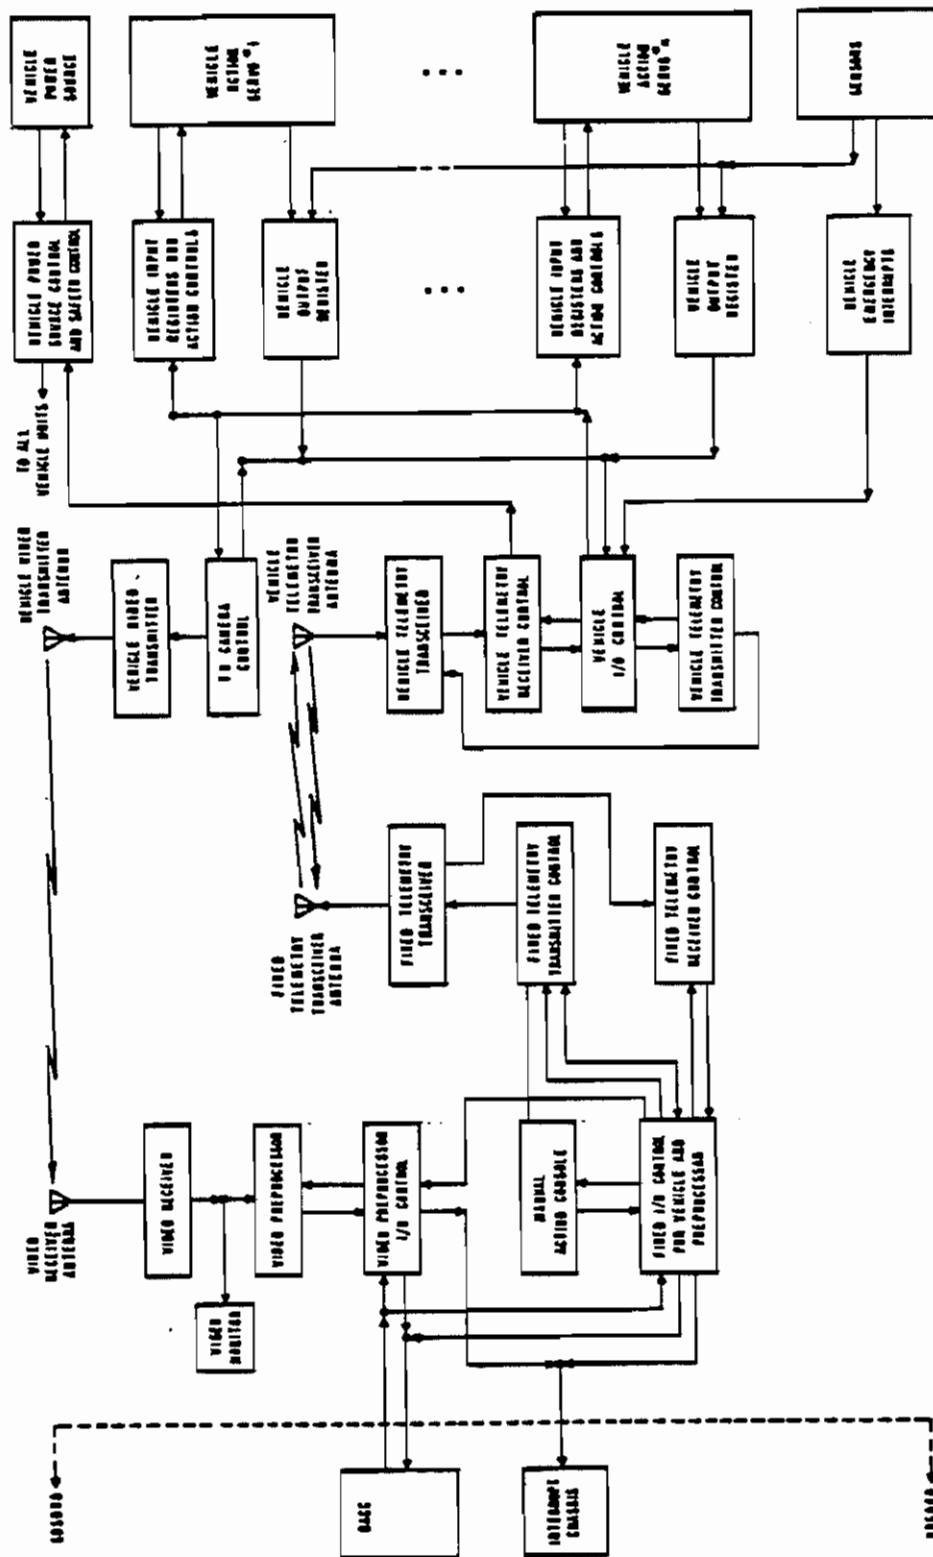 VEHICLE
POWER
SOURCE
VEHICLE
ACTION
SERVO #1
VEHICLE
ACTION
SERVO #n
SENSORS
VEHICLE POWER
SOURCE CONTROL
AND SAFETY CONTROL
VEHICLE INPUT
REGISTERS AND
ACTION CONTROLS
VEHICLE
OUTPUT
REGISTER
VEHICLE INPUT
REGISTERS AND
ACTION CONTROLS
VEHICLE
OUTPUT
REGISTER
VEHICLE
EMERGENCY
INTERRUPTS
TO ALL
VEHICLE UNITS
VEHICLE VIDEO
TRANSMITTER
ANTENNA
VEHICLE VIDEO
TRANSMITTER
TV CAMERA
CONTROL
VEHICLE
TELEMETRY
TRANSCEIVER
ANTENNA
VEHICLE TELEMETRY
TRANSCEIVER
VEHICLE TELEMETRY
RECEIVER CONTROL
VEHICLE
I/O CONTROL
VEHICLE TELEMETRY
TRANSMITTER CONTROL
FIXED
TELEMETRY
TRANSCEIVER
ANTENNA
FIXED TELEMETRY
TRANSCEIVER
FIXED TELEMETRY
TRANSMITTER CONTROL
FIXED TELEMETRY
RECEIVER CONTROL
VIDEO
RECEIVER
ANTENNA
VIDEO RECEIVER
VIDEO PREPROCESSOR
VIDEO PREPROCESSOR
I/O CONTROL
MANUAL
ACTION CONSOLE
FIXED I/O CONTROL
FOR VEHICLE AND
PREPROCESSOR
VIDEO
MONITOR
INTERRUPT
CHASSIS